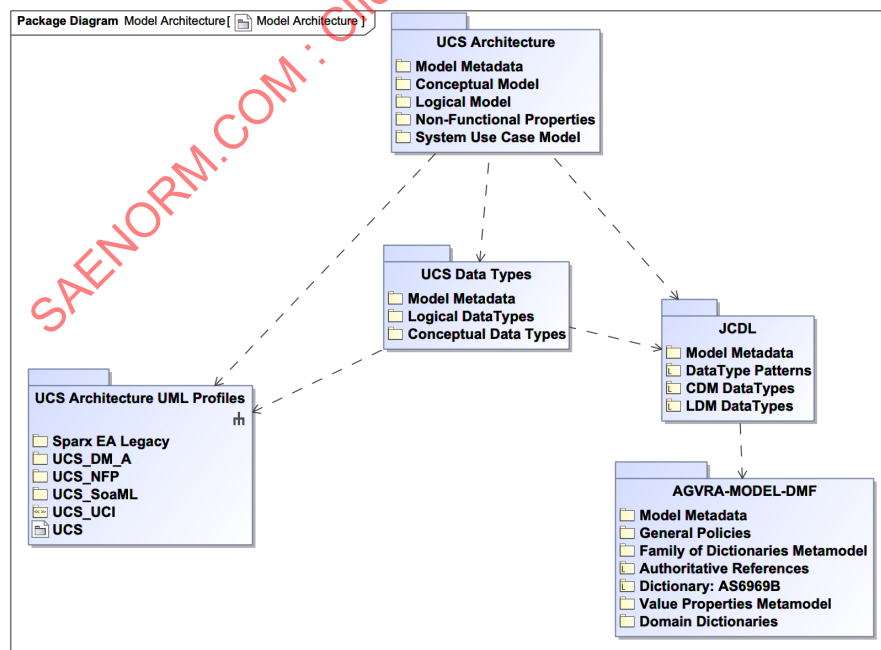 Package Diagram Model Architecture [ Model Architecture ]
UCS Architecture
Model Metadata
Conceptual Model
Logical Model
Non-Functional Properties
System Use Case Model
UCS Data Types
Model Metadata
Logical DataTypes
Conceptual Data Types
JCDL
Model Metadata
DataType Patterns
CDM DataTypes
LDM DataTypes
UCS Architecture UML Profiles
Sparx EA Legacy
UCS_DM_A
UCS_NFP
UCS_SoaML
UCS_UCI
UCS
AGVRA-MODEL-DMF
Model Metadata
General Policies
Family of Dictionaries Metamodel
Authoritative References
Dictionary: AS6969B
Value Properties Metamodel
Domain Dictionaries
SAENORM.COM :